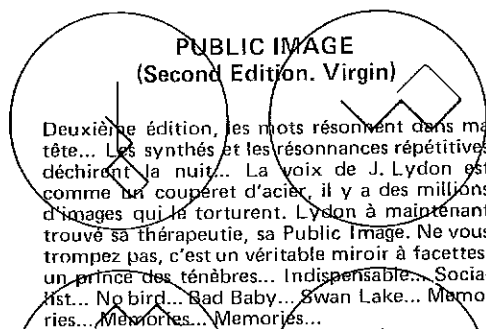 PUBLIC IMAGE
(Second Edition. Virgin)
Deuxième édition, les mots résonnent dans ma
tête... Les synthés et les résonnances répétitives
déchirent la nuit... La voix de J. Lydon est
comme un couperet d'acier, il y a des millions
d'images qui le torturent. Lydon à maintenant
trouvé sa thérapeutie, sa Public Image. Ne vous
trompez pas, c'est un véritable miroir à facettes,
un prince des ténèbres... Indispensable... Socia-
list... No bird... Bad Baby... Swan Lake... Memo-
ries... Memories... Memories...